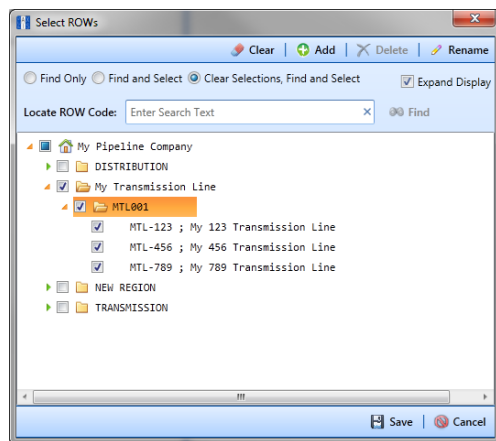 Select ROWs
Clear Add Delete Rename
Find Only Find and Select Clear Selections, Find and Select Expand Display
Locate ROW Code: Enter Search Text Find
My Pipeline Company
DISTRIBUTION
My Transmission Line
MTL001
MTL-123 ; My 123 Transmission Line
MTL-456 ; My 456 Transmission Line
MTL-789 ; My 789 Transmission Line
NEW REGION
TRANSMISSION
Save Cancel